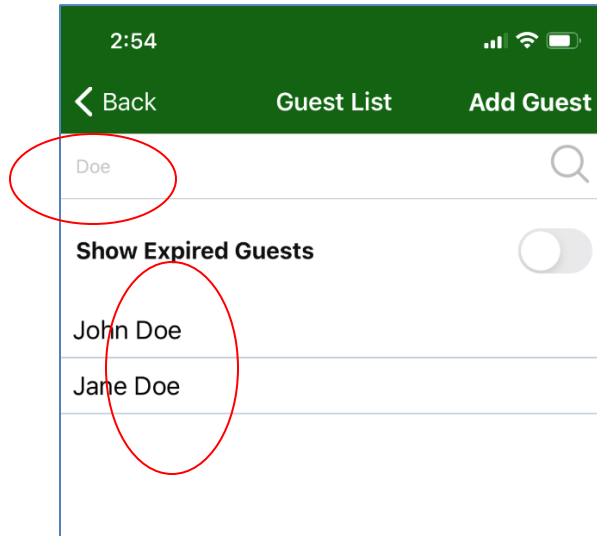 2:54
Back Guest List Add Guest
Doe
Show Expired Guests
John Doe
Jane Doe